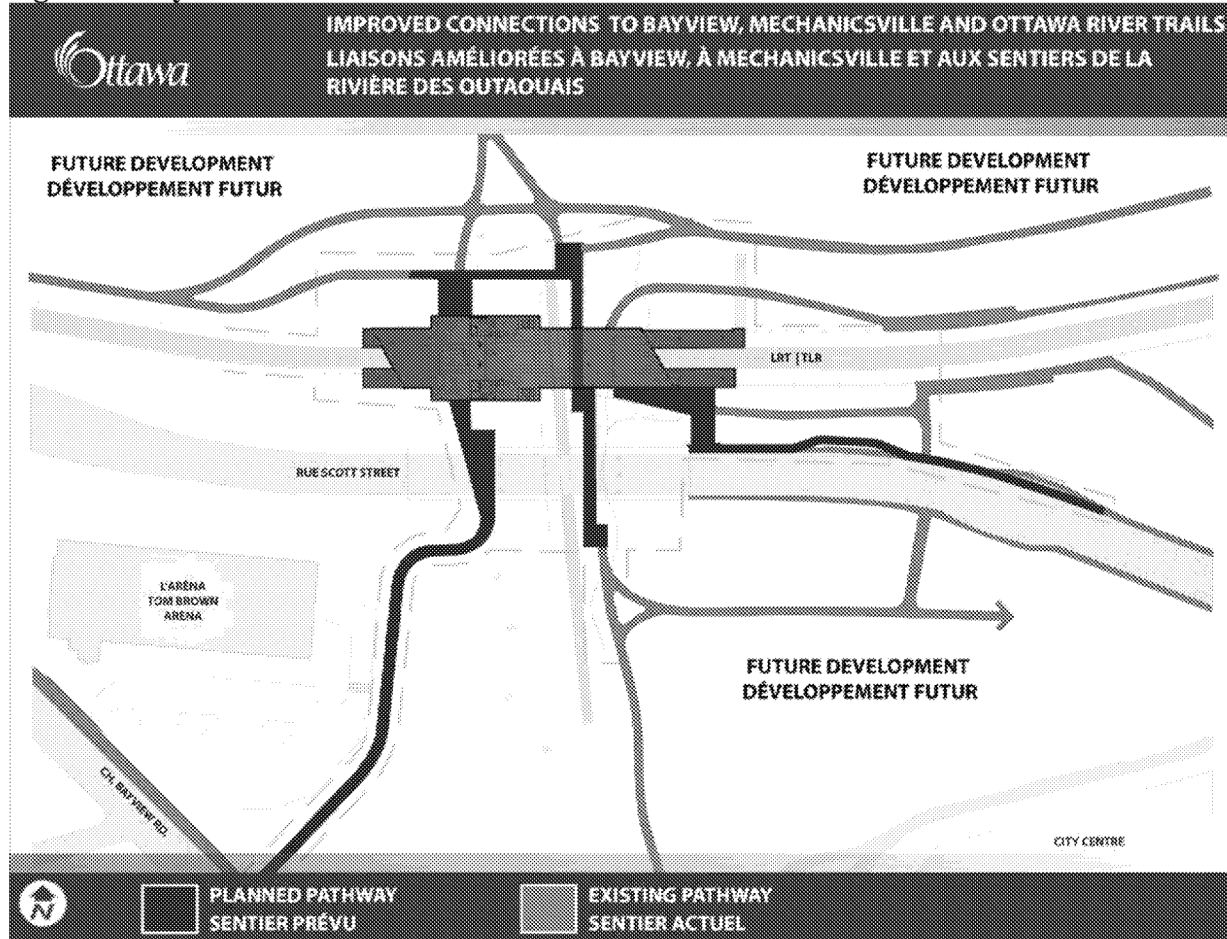 Ottawa
IMPROVED CONNECTIONS TO BAYVIEW, MECHANICSVILLE AND OTTAWA RIVER TRAILS
LIAISONS AMÉLIORÉES À BAYVIEW, À MECHANICSVILLE ET AUX SENTIERS DE LA
RIVIÈRE DES OUTAOUAIS
FUTURE DEVELOPMENT
DÉVELOPPEMENT FUTUR
FUTURE DEVELOPMENT
DÉVELOPPEMENT FUTUR
LRT | TLR
RUE SCOTT STREET
L'ARÉNA
TOM BROWN
ARENA
FUTURE DEVELOPMENT
DÉVELOPPEMENT FUTUR
CH. BAYVIEW RD.
CITY CENTRE
N
PLANNED PATHWAY
SENTIER PRÉVU
EXISTING PATHWAY
SENTIER ACTUEL